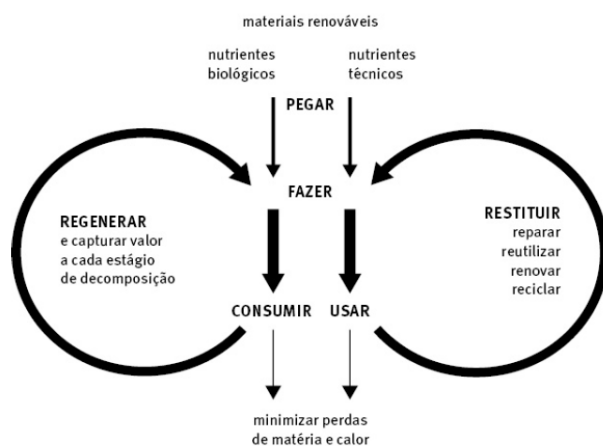 materiais renováveis
nutrientes
biológicos
nutrientes
técnicos
PEGAR
FAZER
REGENERAR
e capturar valor
a cada estágio
de decomposição
RESTITUIR
reparar
reutilizar
renovar
reciclar
CONSUMIR
USAR
minimizar perdas
de matéria e calor